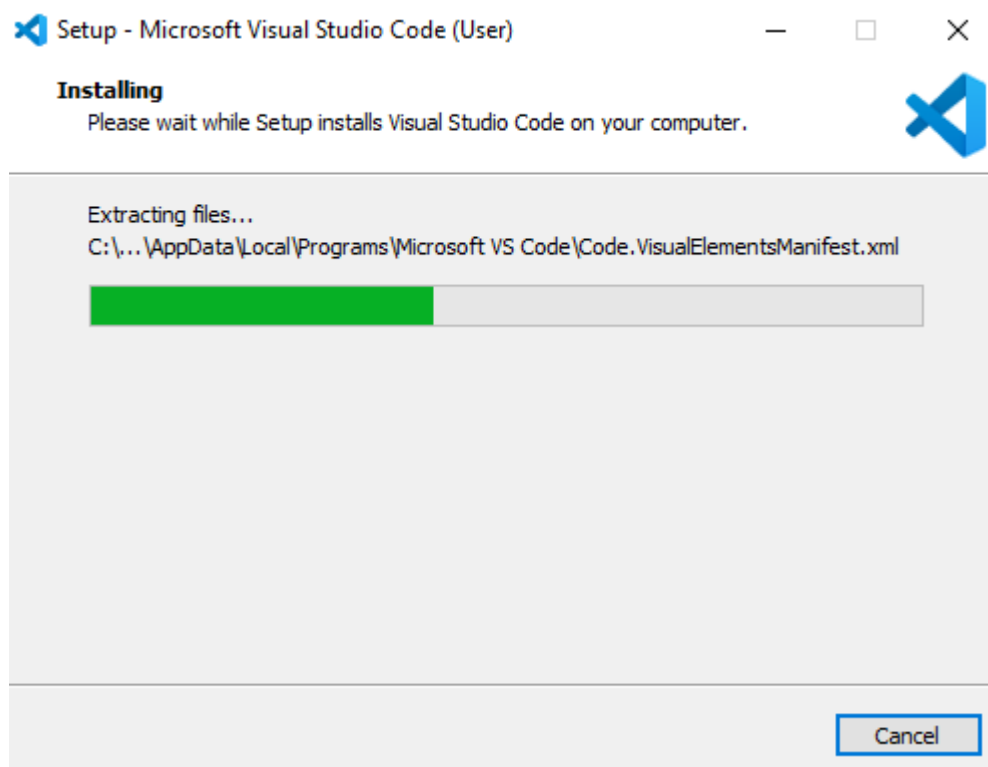 Setup - Microsoft Visual Studio Code (User)
Installing
Please wait while Setup installs Visual Studio Code on your computer.
Extracting files...
C:\...\AppData\Local\Programs\Microsoft VS Code\Code.VisualElementsManifest.xml
Cancel